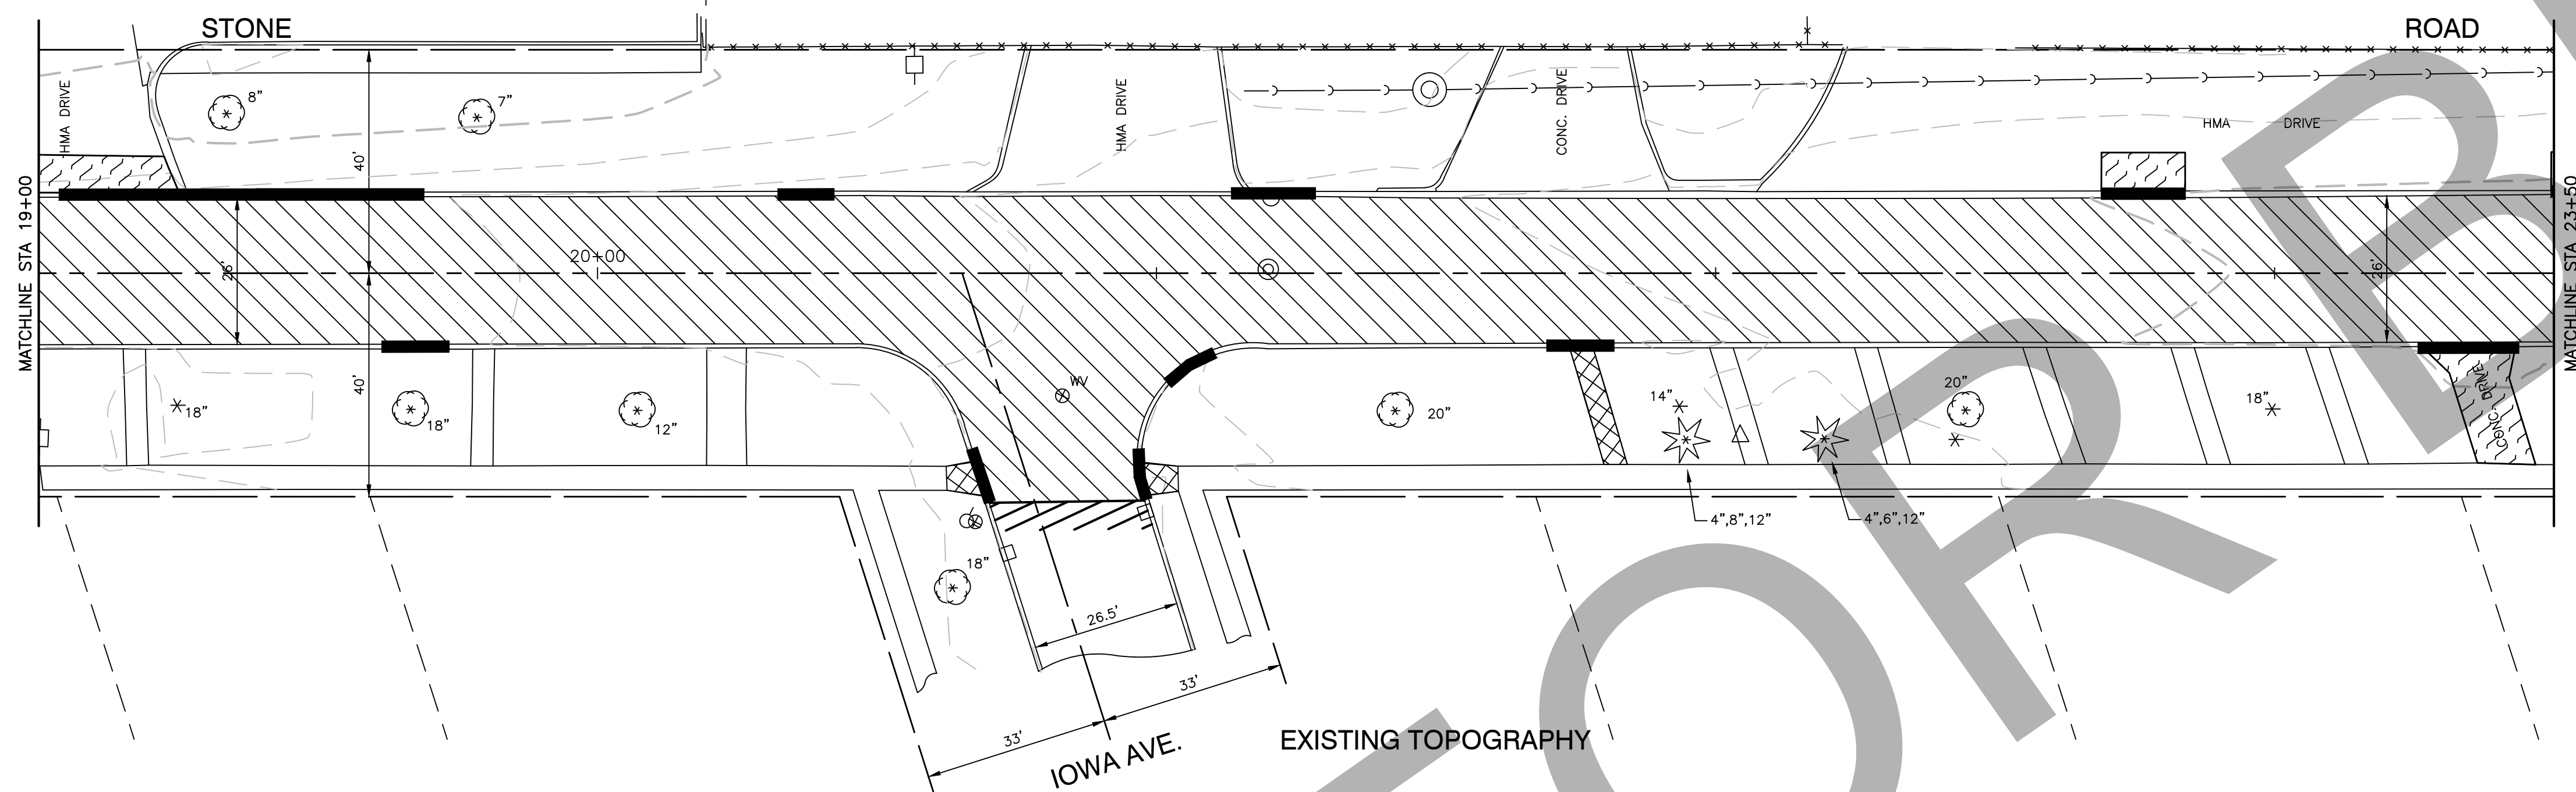 STONE
ROAD
HMA DRIVE
8”
7”
40’
HMA DRIVE
CONC. DRIVE
HMA DRIVE
MATCHLINE STA 19+00
MATCHLINE STA 23+50
26’
20+00
26’
40’
WV
18”
18”
12”
20”
14”
20”
18”
CONC. DRIVE
4”,8”,12”
4”,6”,12”
18”
26.5’
33’
33’
IOWA AVE.
EXISTING TOPOGRAPHY
OR B